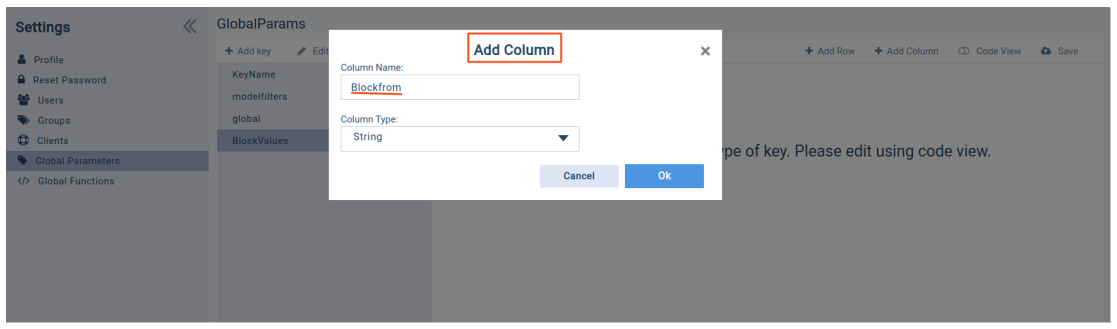 Settings
Profile
Reset Password
Users
Groups
Clients
Global Parameters
Global Functions
GlobalParams
Add key Edit
KeyName
modelfilters
global
BlockValues
Add Column
Column Name:
Blockfrom
Column Type:
String
Cancel Ok
Add Row Add Column Code View Save
of key. Please edit using code view.